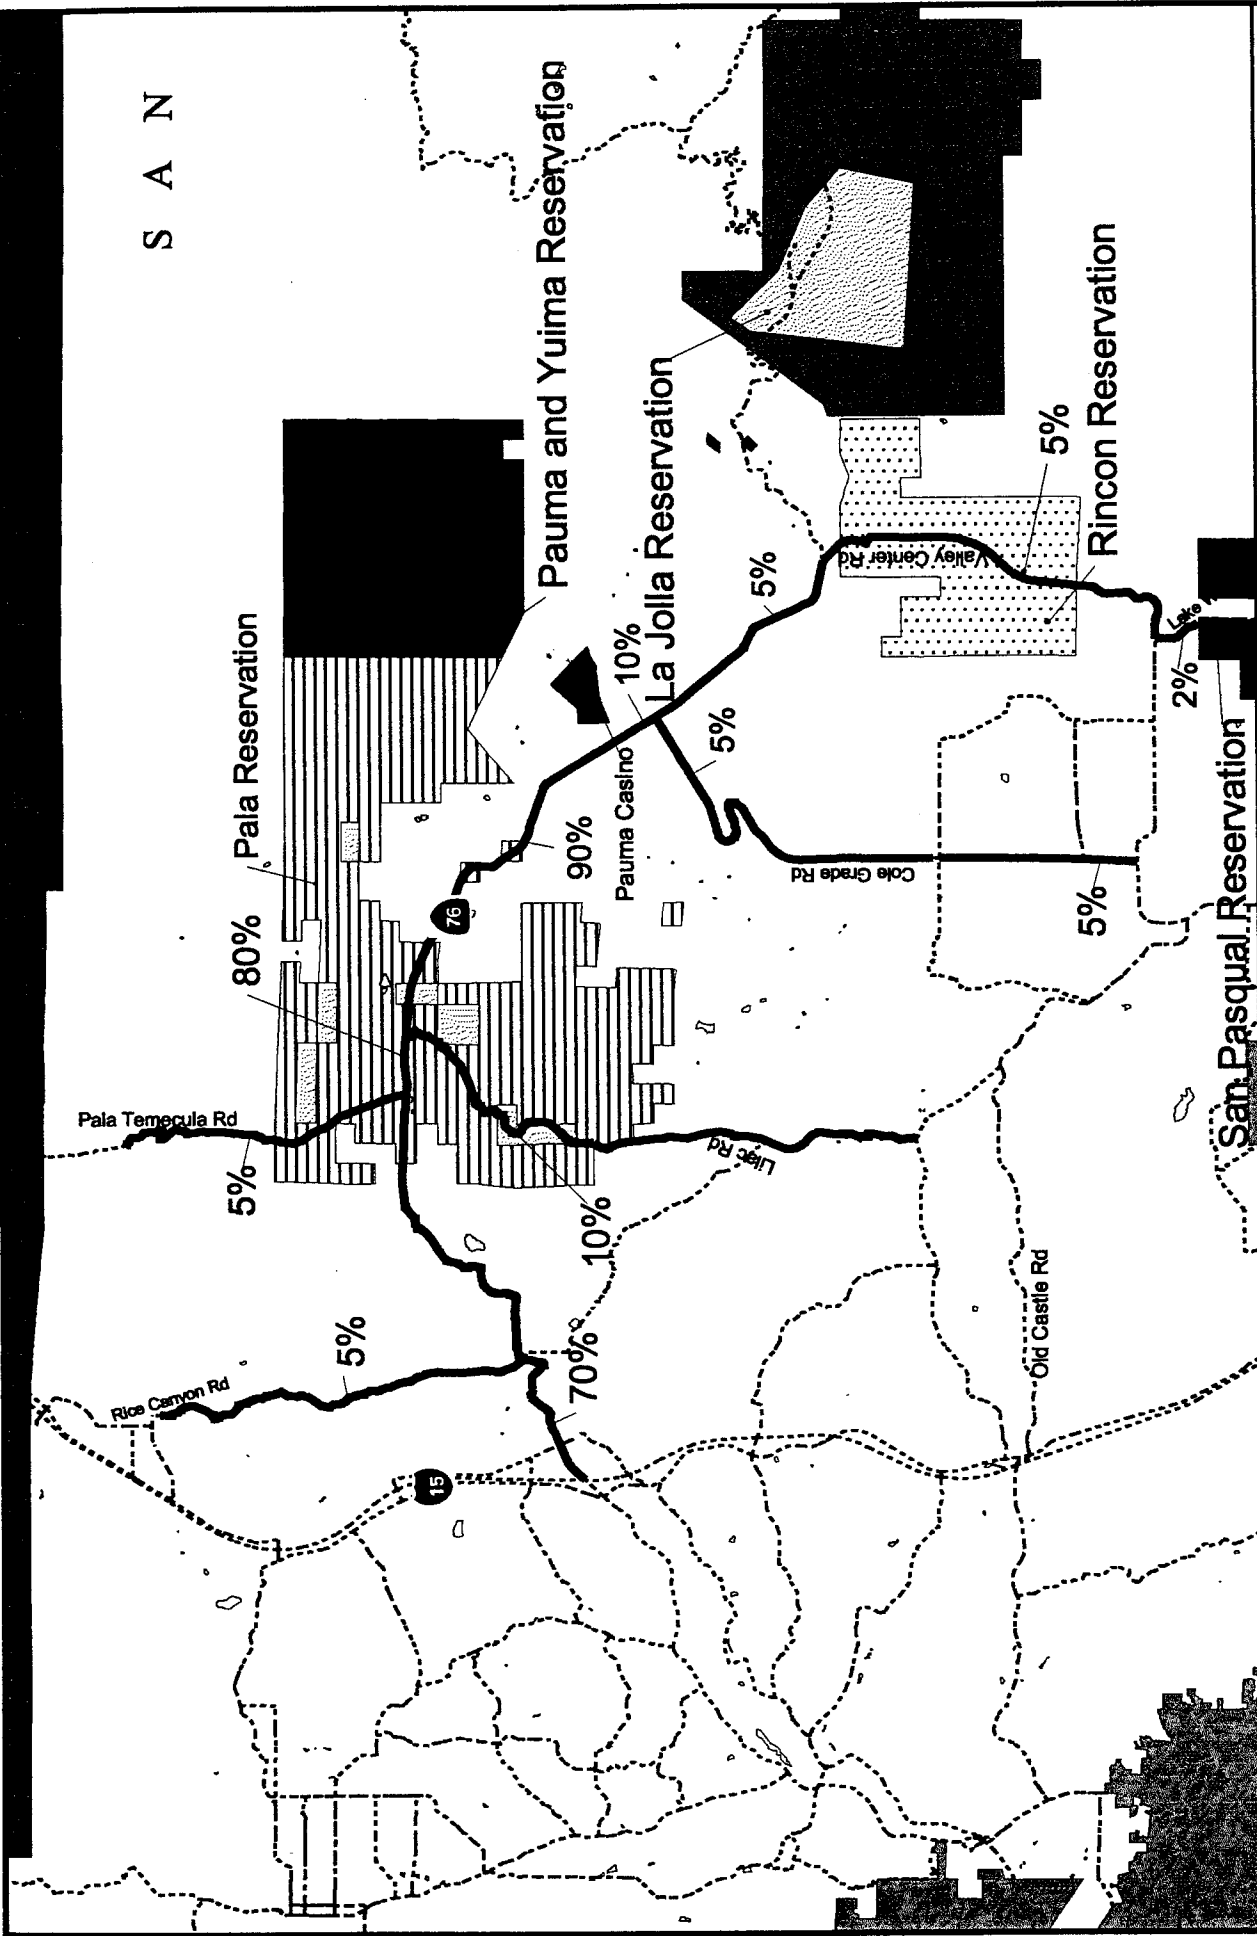 S A N
Pala Reservation
Pauma and Yuima Reservation
La Jolla Reservation
Rincon Reservation
San Pasqual Reservation
80%
Pala Temecula Rd
5%
Rice Canyon Rd
5%
15
76
90%
Pauma Casino
10%
5%
5%
Valley Center Rd
5%
Cole Grade Rd
5%
2%
Lake
Lilac Rd
10%
70%
Old Castle Rd